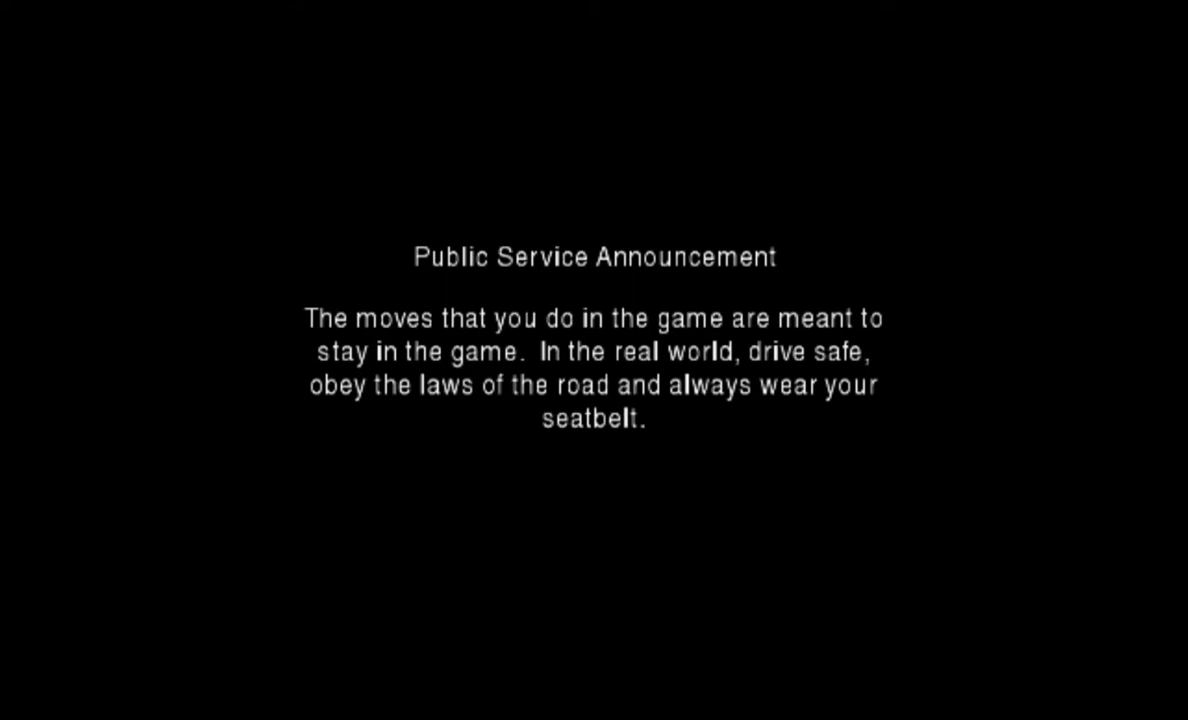 Public Service Announcement
The moves that you do in the game are meant to
stay in the game.  In the real world, drive safe,
obey the laws of the road and always wear your
seatbelt.